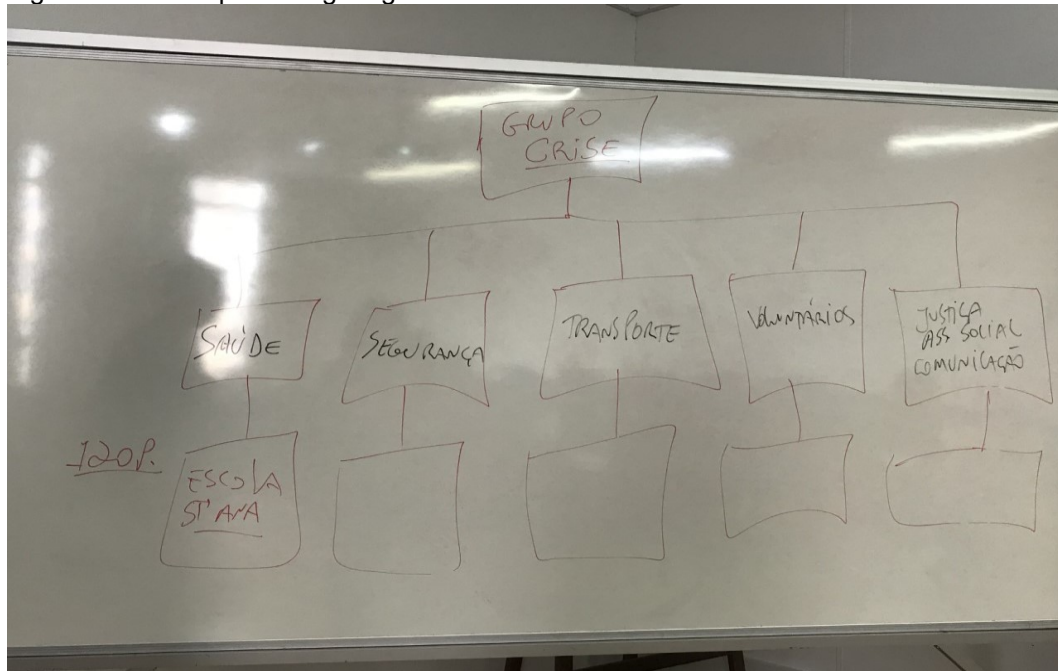 GRUPO
CRISE
SAÚDE
SEGURANÇA
TRANSPORTE
VOLUNTÁRIOS
JUSTIÇA
ASS SOCIAL
COMUNICAÇÃO
120P.
ESCOLA
STª ANA